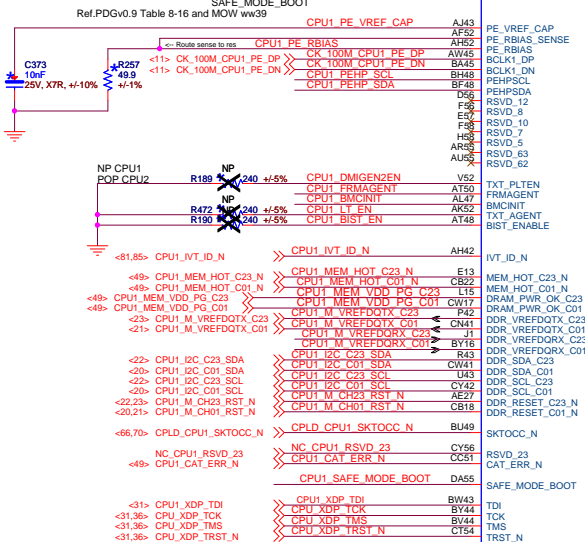 SAFE_MODE_BOOT
Ref.PDGv0.9 Table 8-16 and MOW ww39
CPU1_PE_VREF_CAP AJ43 PE_VREF_CAP
AF52 PE_RBIAS_SENSE
<-- Route sense to res CPU1_PE_RBIAS AH52 PE_RBIAS
<11> CK_100M_CPU1_PE_DP CK_100M_CPU1_PE_DP AW45 BCLK1_DP
<11> CK_100M_CPU1_PE_DN CK_100M_CPU1_PE_DN BA45 BCLK1_DN
CPU1_PEHP_SCL BH48 PEHPSCL
CPU1_PEHP_SDA BF48 PEHPSDA
C373
10nF
25V, X7R, +/-10%
R257
49.9
+/-1%
D56 RSVD_12
F56 RSVD_8
E57 RSVD_10
F58 RSVD_7
H58 RSVD_5
AR55 RSVD_63
AU55 RSVD_62
NP CPU1
POP CPU2
NP
R189 240 +/-5% CPU1_DMIGEN2EN V52 TXT_PLTEN
CPU1_FRMAGENT AT50 FRMAGENT
NP
CPU1_BMCINIT AL47 BMCINIT
R472 240 +/-5% CPU1_LT_EN AK52 TXT_AGENT
R190 240 +/-5% CPU1_BIST_EN AT48 BIST_ENABLE
<81,85> CPU1_IVT_ID_N CPU1_IVT_ID_N AH42 IVT_ID_N
<49> CPU1_MEM_HOT_C23_N CPU1_MEM_HOT_C23_N E13 MEM_HOT_C23_N
<49> CPU1_MEM_HOT_C01_N CPU1_MEM_HOT_C01_N CB22 MEM_HOT_C01_N
<49> CPU1_MEM_VDD_PG_C23 CPU1_MEM_VDD_PG_C23 L15 DRAM_PWR_OK_C23
<49> CPU1_MEM_VDD_PG_C01 CPU1_MEM_VDD_PG_C01 CW17 DRAM_PWR_OK_C01
<23> CPU1_M_VREFDQTX_C23 CPU1_M_VREFDQTX_C23 P42 DDR_VREFDQTX_C23
<21> CPU1_M_VREFDQTX_C01 CPU1_M_VREFDQTX_C01 CN41 DDR_VREFDQTX_C01
CPU1_M_VREFDQRX_C23 J1 DDR_VREFDQRX_C23
CPU1_M_VREFDQRX_C01 BY16 DDR_VREFDQRX_C01
<22> CPU1_I2C_C23_SDA CPU1_I2C_C23_SDA R43 DDR_SDA_C23
<20> CPU1_I2C_C01_SDA CPU1_I2C_C01_SDA CW41 DDR_SDA_C01
<22> CPU1_I2C_C23_SCL CPU1_I2C_C23_SCL U43 DDR_SCL_C23
<20> CPU1_I2C_C01_SCL CPU1_I2C_C01_SCL CY42 DDR_SCL_C01
<22,23> CPU1_M_CH23_RST_N CPU1_M_CH23_RST_N AE27 DDR_RESET_C23_N
<20,21> CPU1_M_CH01_RST_N CPU1_M_CH01_RST_N CB18 DDR_RESET_C01_N
<66,70> CPLD_CPU1_SKTOCC_N CPLD_CPU1_SKTOCC_N BU49 SKTOCC_N
NC_CPU1_RSVD_23 CY56 RSVD_23
<49> CPU1_CAT_ERR_N CPU1_CAT_ERR_N CC51 CAT_ERR_N
CPU1_SAFE_MODE_BOOT DA55 SAFE_MODE_BOOT
<31> CPU1_XDP_TDI CPU1_XDP_TDI BW43 TDI
<31,36> CPU_XDP_TCK CPU_XDP_TCK BY44 TCK
<31,36> CPU_XDP_TMS CPU_XDP_TMS BV44 TMS
<31,36> CPU_XDP_TRST_N CPU_XDP_TRST_N CT54 TRST_N